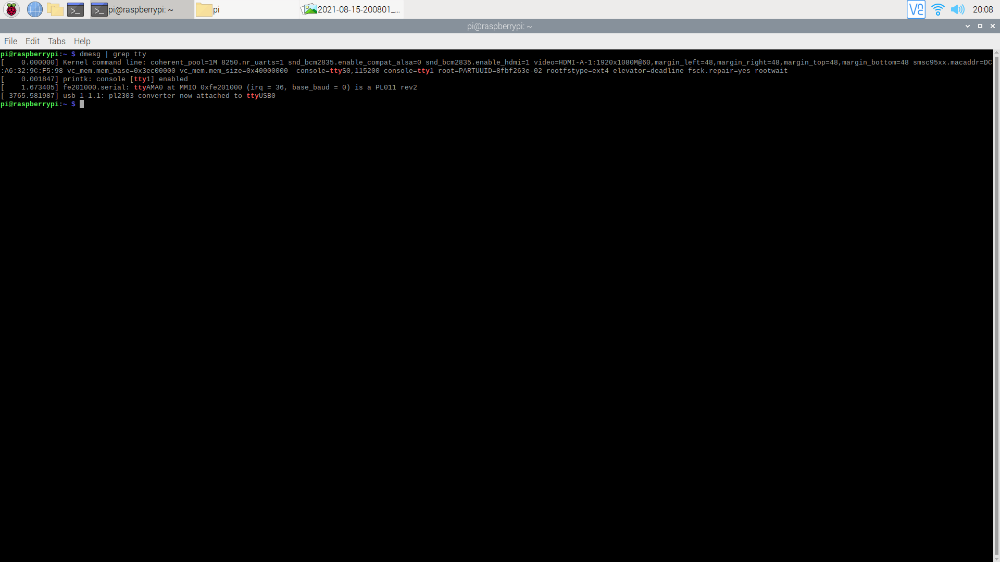 pi@raspberrypi: ~
pi
2021-08-15-200801_...
20:08
pi@raspberrypi: ~
File Edit Tabs Help
pi@raspberrypi:~ $ dmesg | grep tty
[    0.000000] Kernel command line: coherent_pool=1M 8250.nr_uarts=1 snd_bcm2835.enable_compat_alsa=0 snd_bcm2835.enable_hdmi=1 video=HDMI-A-1:1920x1080M@60,margin_left=48,margin_right=48,margin_top=48,margin_bottom=48 smsc95xx.macaddr=DC
:A6:32:9C:F5:98 vc_mem.mem_base=0x3ec00000 vc_mem.mem_size=0x40000000  console=ttyS0,115200 console=tty1 root=PARTUUID=8fbf263e-02 rootfstype=ext4 elevator=deadline fsck.repair=yes rootwait
[    0.001847] printk: console [tty1] enabled
[    1.673405] fe201000.serial: ttyAMA0 at MMIO 0xfe201000 (irq = 36, base_baud = 0) is a PL011 rev2
[ 3765.581987] usb 1-1.1: pl2303 converter now attached to ttyUSB0
pi@raspberrypi:~ $